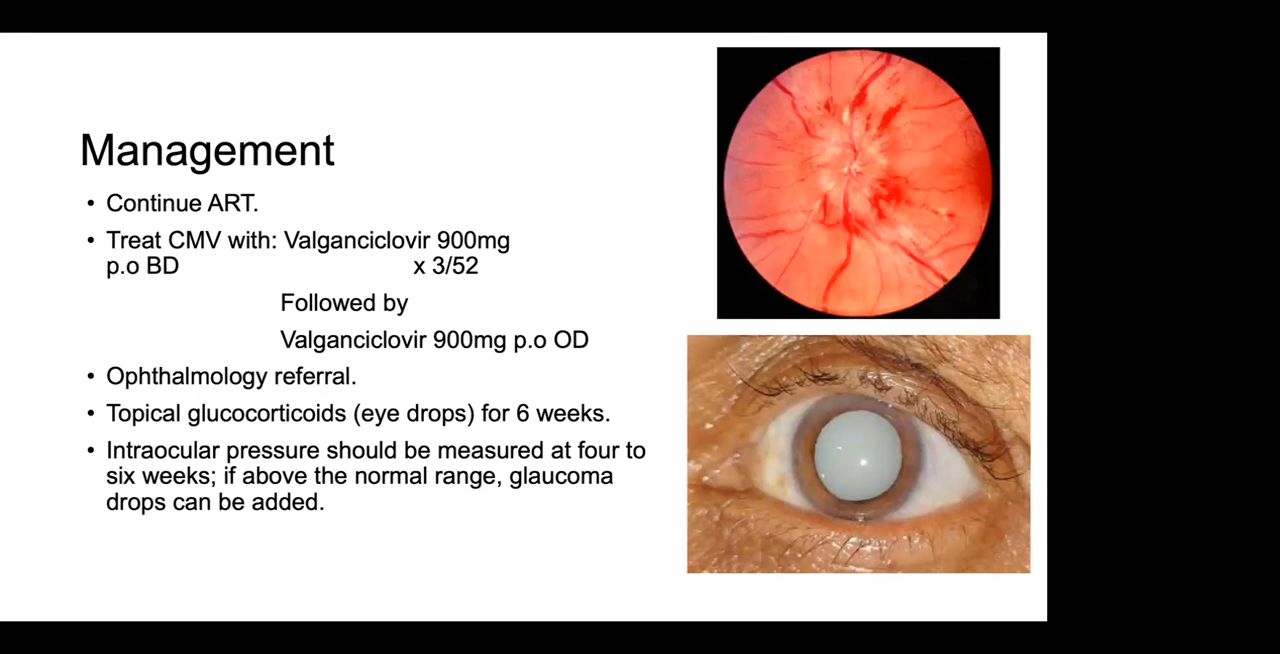 Management
• Continue ART.
• Treat CMV with: Valganciclovir 900mg
p.o BD x 3/52
Followed by
Valganciclovir 900mg p.o OD
• Ophthalmology referral.
• Topical glucocorticoids (eye drops) for 6 weeks.
• Intraocular pressure should be measured at four to
six weeks; if above the normal range, glaucoma
drops can be added.